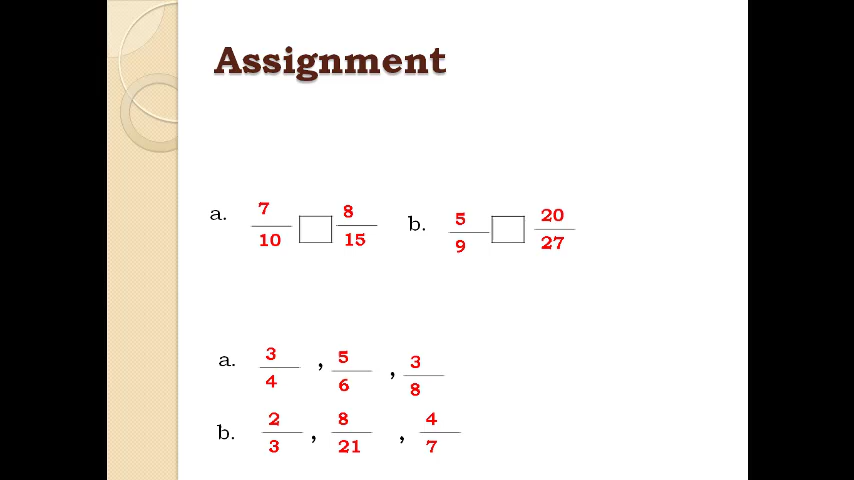 Assignment
a. 7/10 □ 8/15 b. 5/9 □ 20/27
a. 3/4 , 5/6 , 3/8
b. 2/3 , 8/21 , 4/7